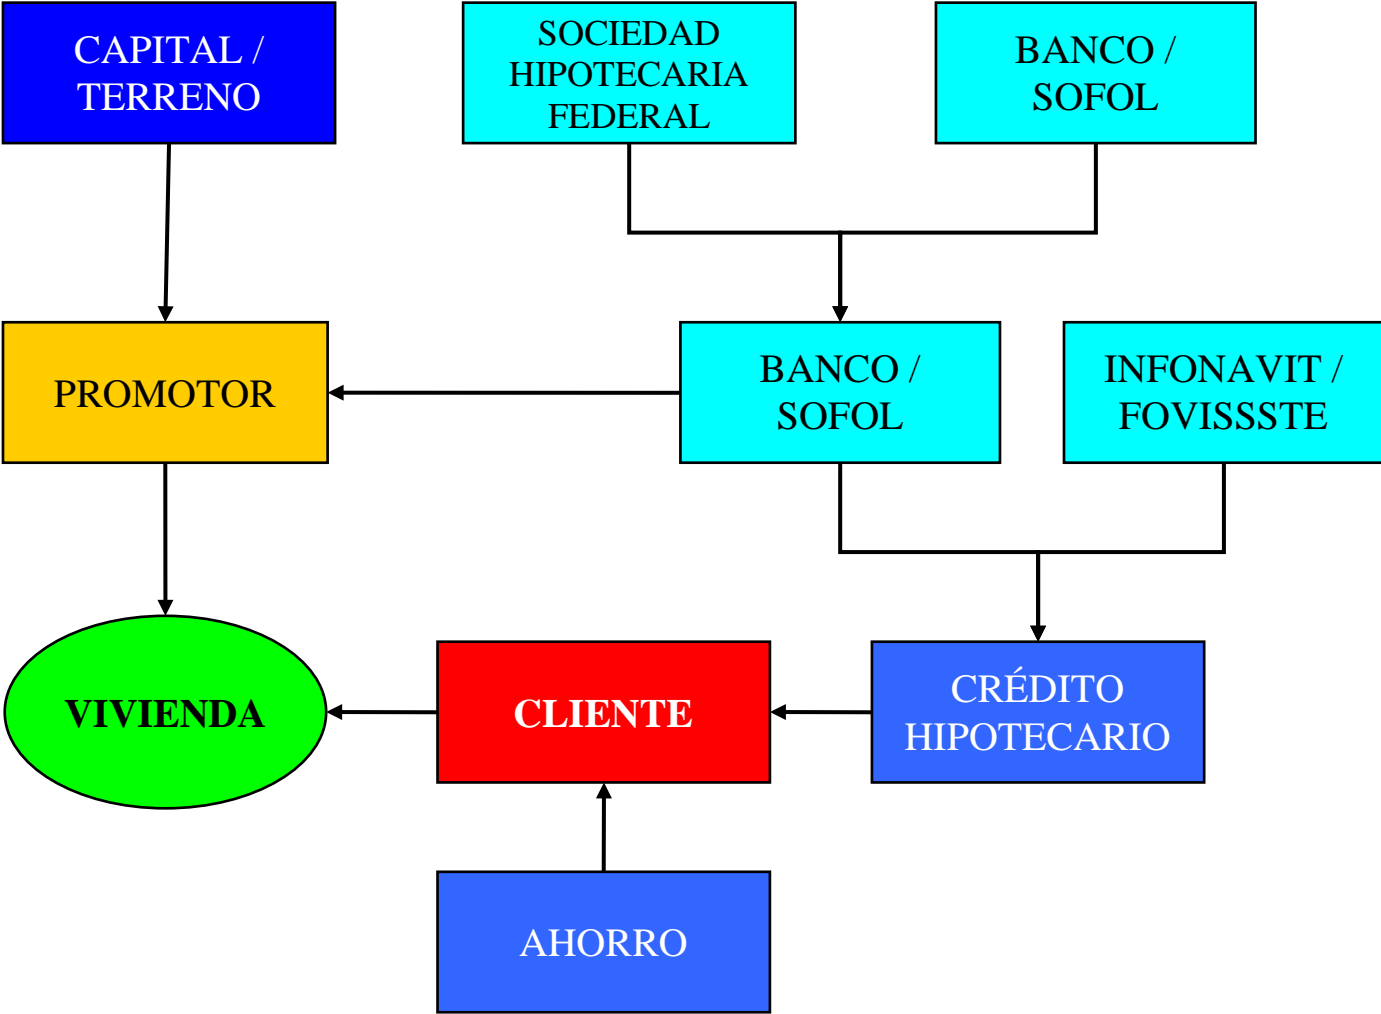 CAPITAL /
TERRENO
SOCIEDAD
HIPOTECARIA
FEDERAL
BANCO /
SOFOL
PROMOTOR
BANCO /
SOFOL
INFONAVIT /
FOVISSSTE
VIVIENDA
CLIENTE
CRÉDITO
HIPOTECARIO
AHORRO